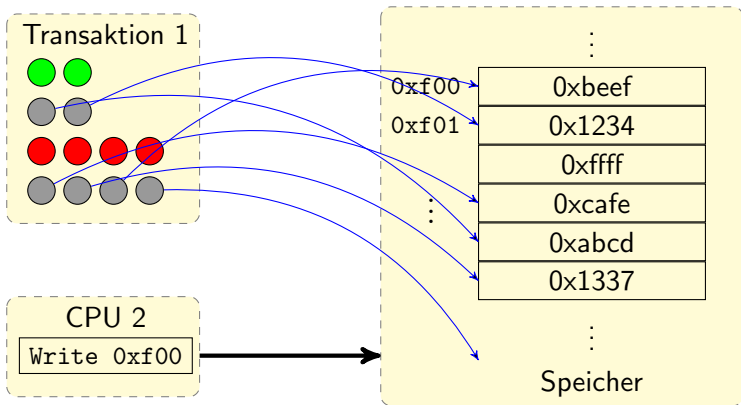 Transaktion 1
0xf00
0xbeef
0xf01
0x1234
0xffff
0xcafe
0xabcd
0x1337
CPU 2
Write 0xf00
Speicher